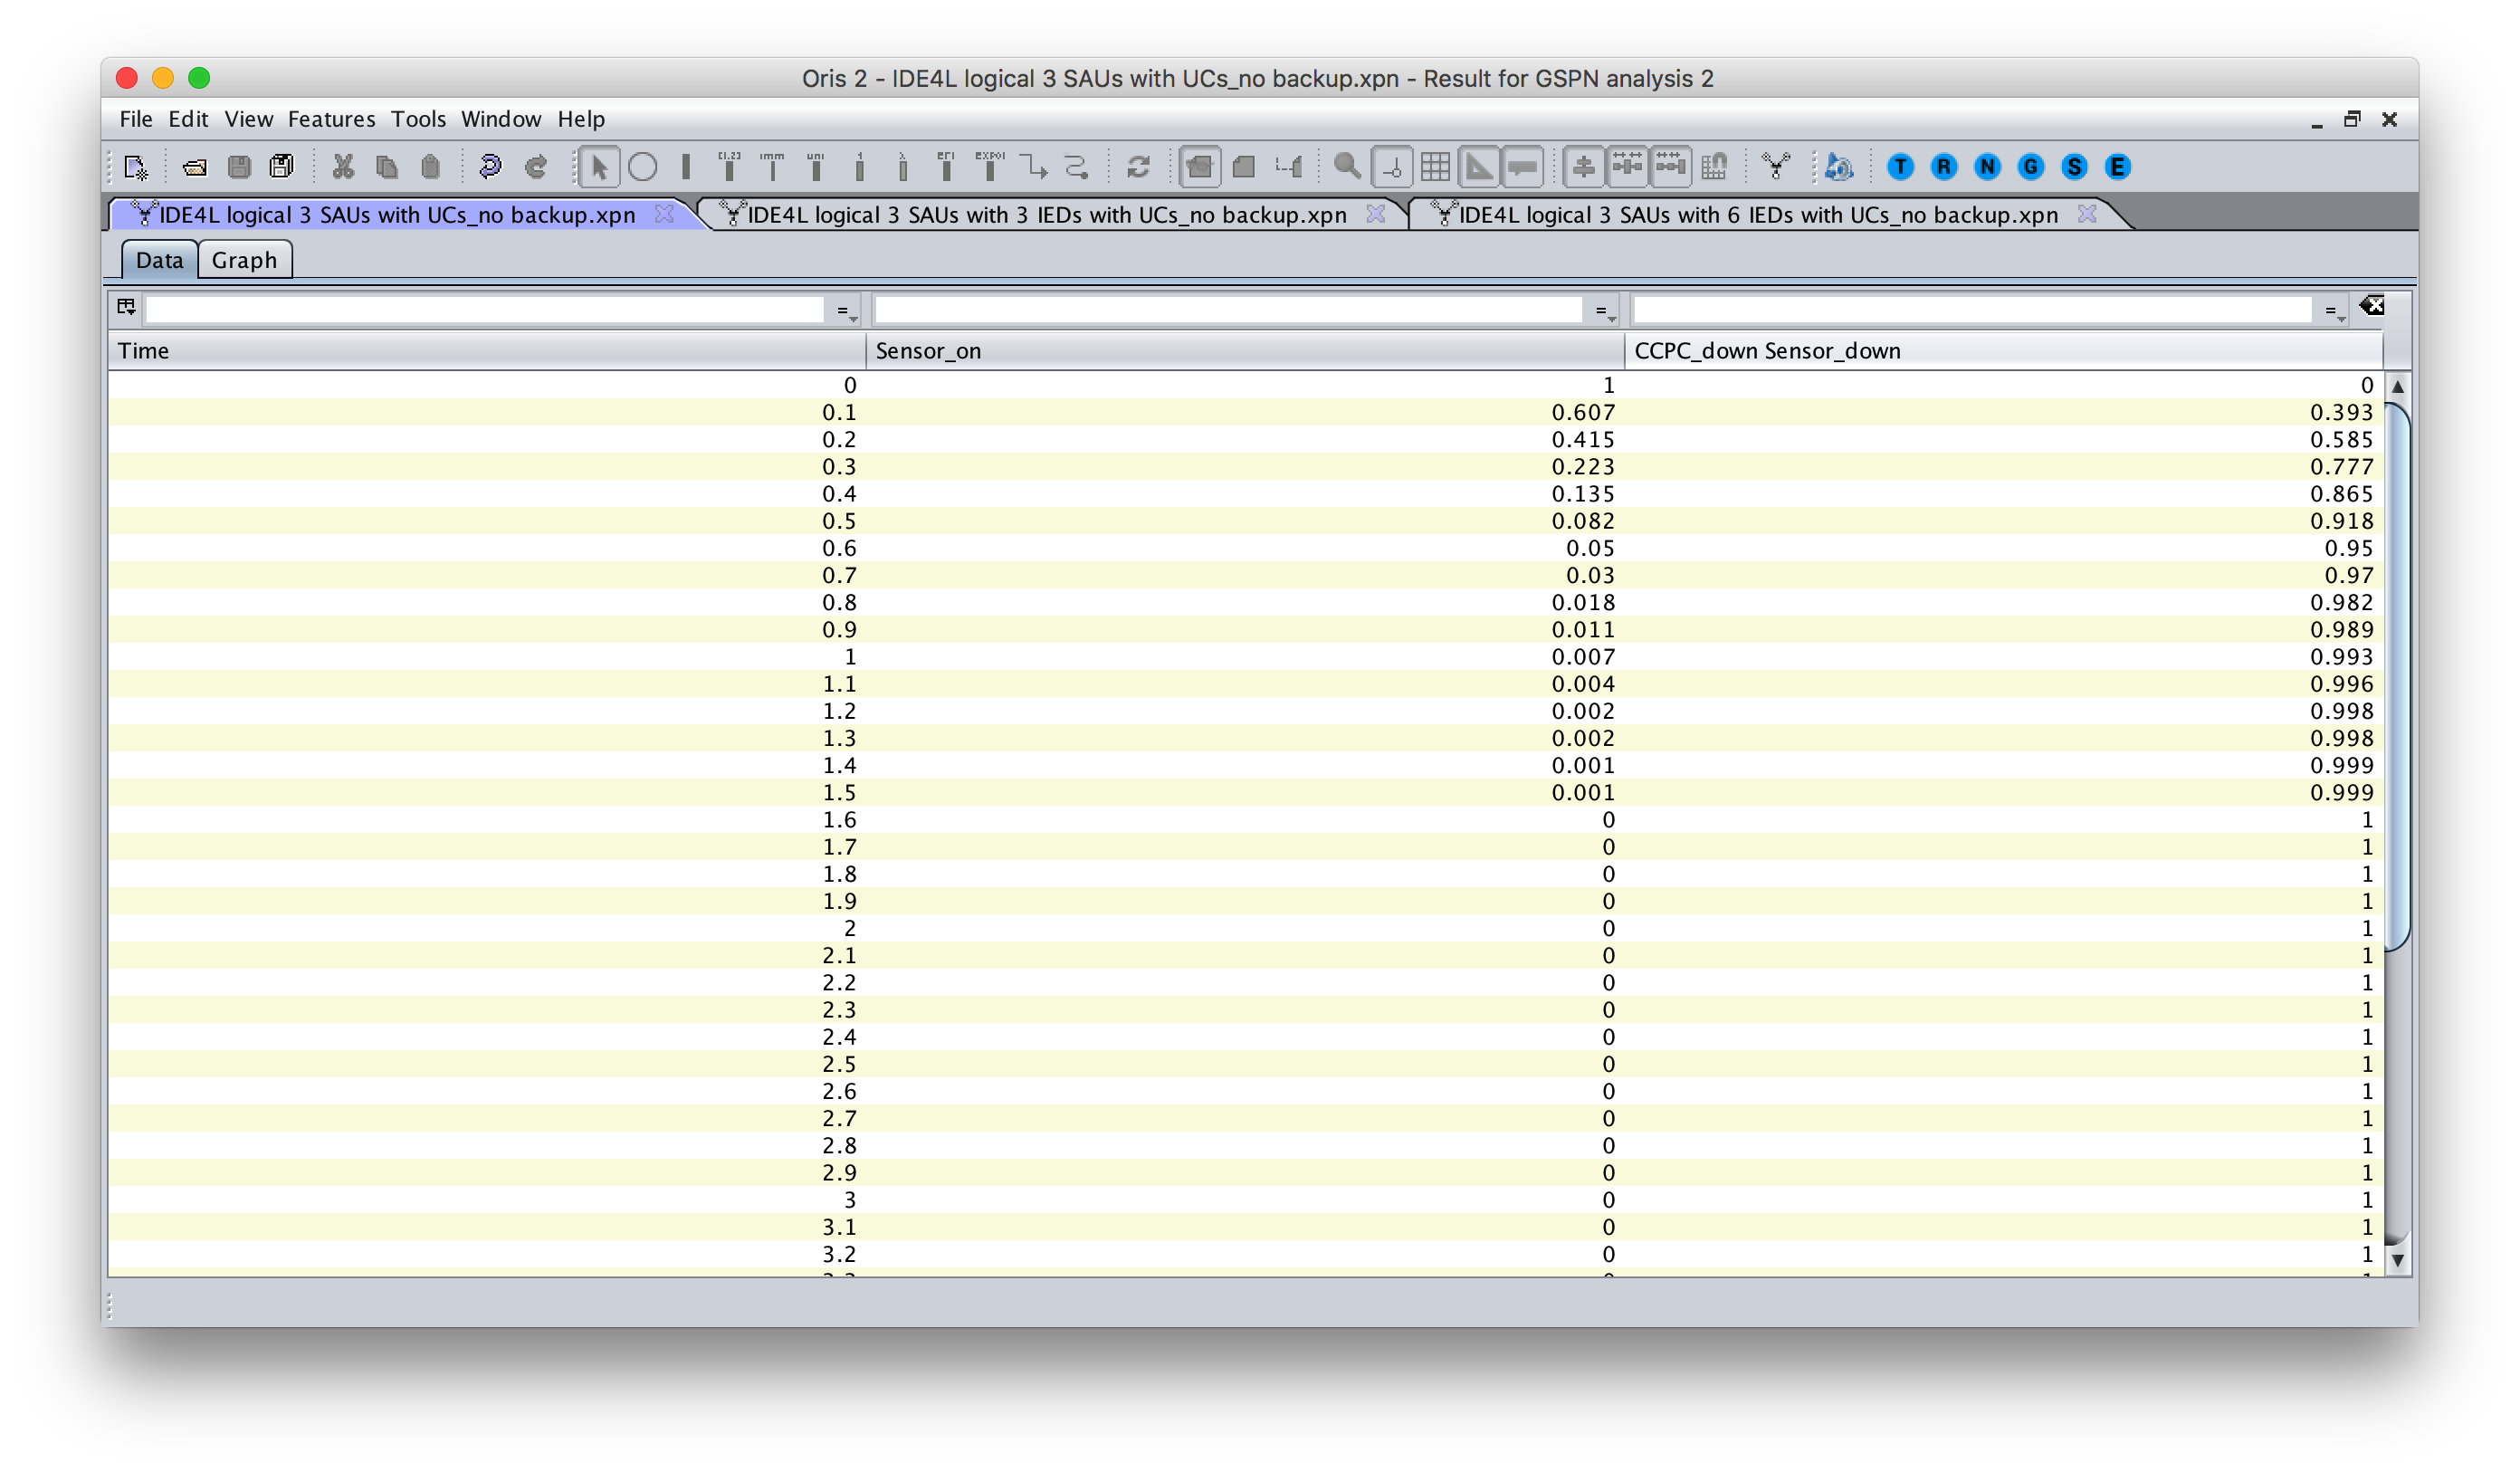 Oris 2 - IDE4L logical 3 SAUs with UCs_no backup.xpn - Result for GSPN analysis 2
File Edit View Features Tools Window Help
[1,2] imm uni 1 λ EXPOL T R N G S E
IDE4L logical 3 SAUs with UCs_no backup.xpn IDE4L logical 3 SAUs with 3 IEDs with UCs_no backup.xpn IDE4L logical 3 SAUs with 6 IEDs with UCs_no backup.xpn
Data Graph
= = =
Time Sensor_on CCPC_down Sensor_down
0 1 0
0.1 0.607 0.393
0.2 0.415 0.585
0.3 0.223 0.777
0.4 0.135 0.865
0.5 0.082 0.918
0.6 0.05 0.95
0.7 0.03 0.97
0.8 0.018 0.982
0.9 0.011 0.989
1 0.007 0.993
1.1 0.004 0.996
1.2 0.002 0.998
1.3 0.002 0.998
1.4 0.001 0.999
1.5 0.001 0.999
1.6 0 1
1.7 0 1
1.8 0 1
1.9 0 1
2 0 1
2.1 0 1
2.2 0 1
2.3 0 1
2.4 0 1
2.5 0 1
2.6 0 1
2.7 0 1
2.8 0 1
2.9 0 1
3 0 1
3.1 0 1
3.2 0 1